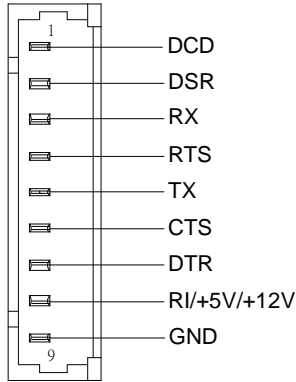 1
DCD
DSR
RX
RTS
TX
CTS
DTR
RI/+5V/+12V
GND
9